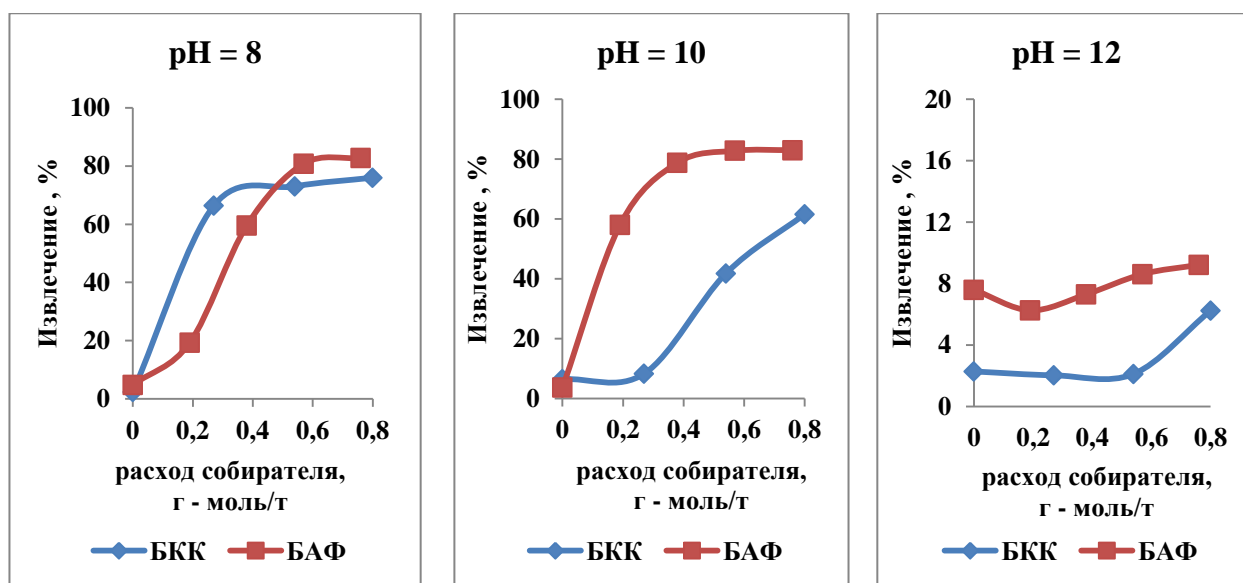 pH = 8
100
80
60
40
20
0
Извлечение , %
0 0,2 0,4 0,6 0,8
расход собирателя,
г - моль/т
БКК БАФ
pH = 10
100
80
60
40
20
0
Извлечение , %
0 0,2 0,4 0,6 0,8
расход собирателя,
г - моль/т
БКК БАФ
pH = 12
20
16
12
8
4
0
Извлечение , %
0 0,2 0,4 0,6 0,8
расход собирателя,
г - моль/т
БКК БАФ